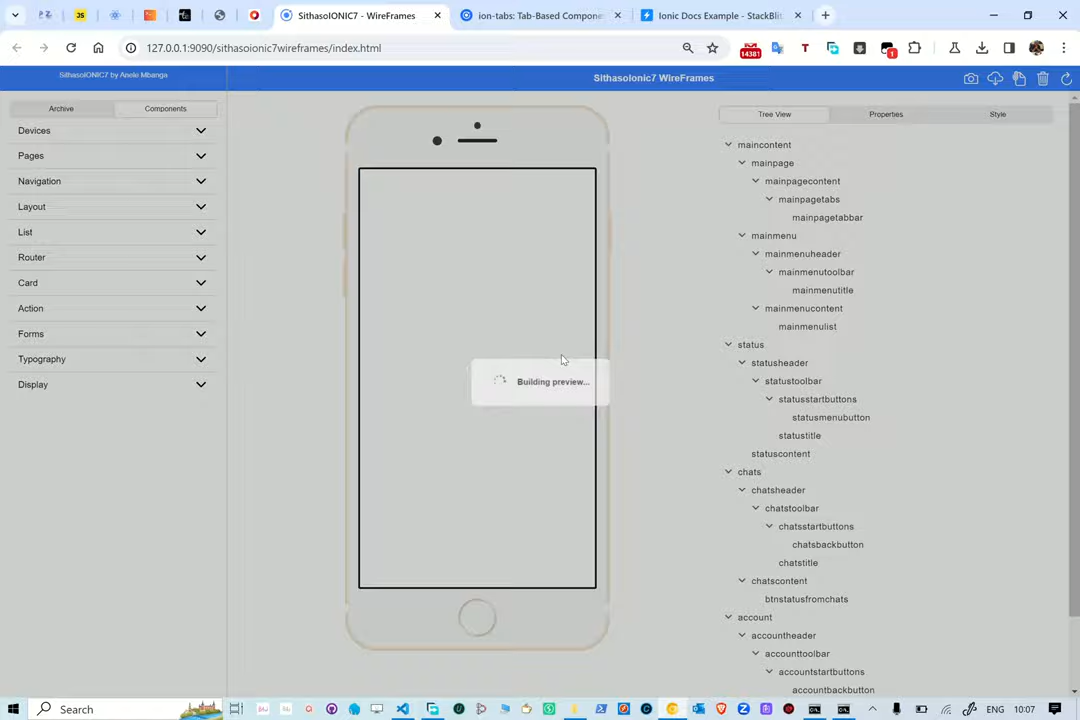 SithasoIONIC7 - WireFrames
ion-tabs: Tab-Based Compone
Ionic Docs Example - StackBlit
127.0.0.1:9090/sithasoionic7wireframes/index.html
14381
1
SithasoIONIC7 by Anele Mbanga
SithasoIonic7 WireFrames
Archive
Components
Devices
Pages
Navigation
Layout
List
Router
Card
Action
Forms
Typography
Display
Building preview...
Tree View
Properties
Style
maincontent
mainpage
mainpagecontent
mainpagetabs
mainpagetabbar
mainmenu
mainmenuheader
mainmenutoolbar
mainmenutitle
mainmenucontent
mainmenulist
status
statusheader
statustoolbar
statusstartbuttons
statusmenubutton
statustitle
statuscontent
chats
chatsheader
chatstoolbar
chatsstartbuttons
chatsbackbutton
chatstitle
chatscontent
btnstatusfromchats
account
accountheader
accounttoolbar
accountstartbuttons
accountbackbutton
Search
ENG
10:07